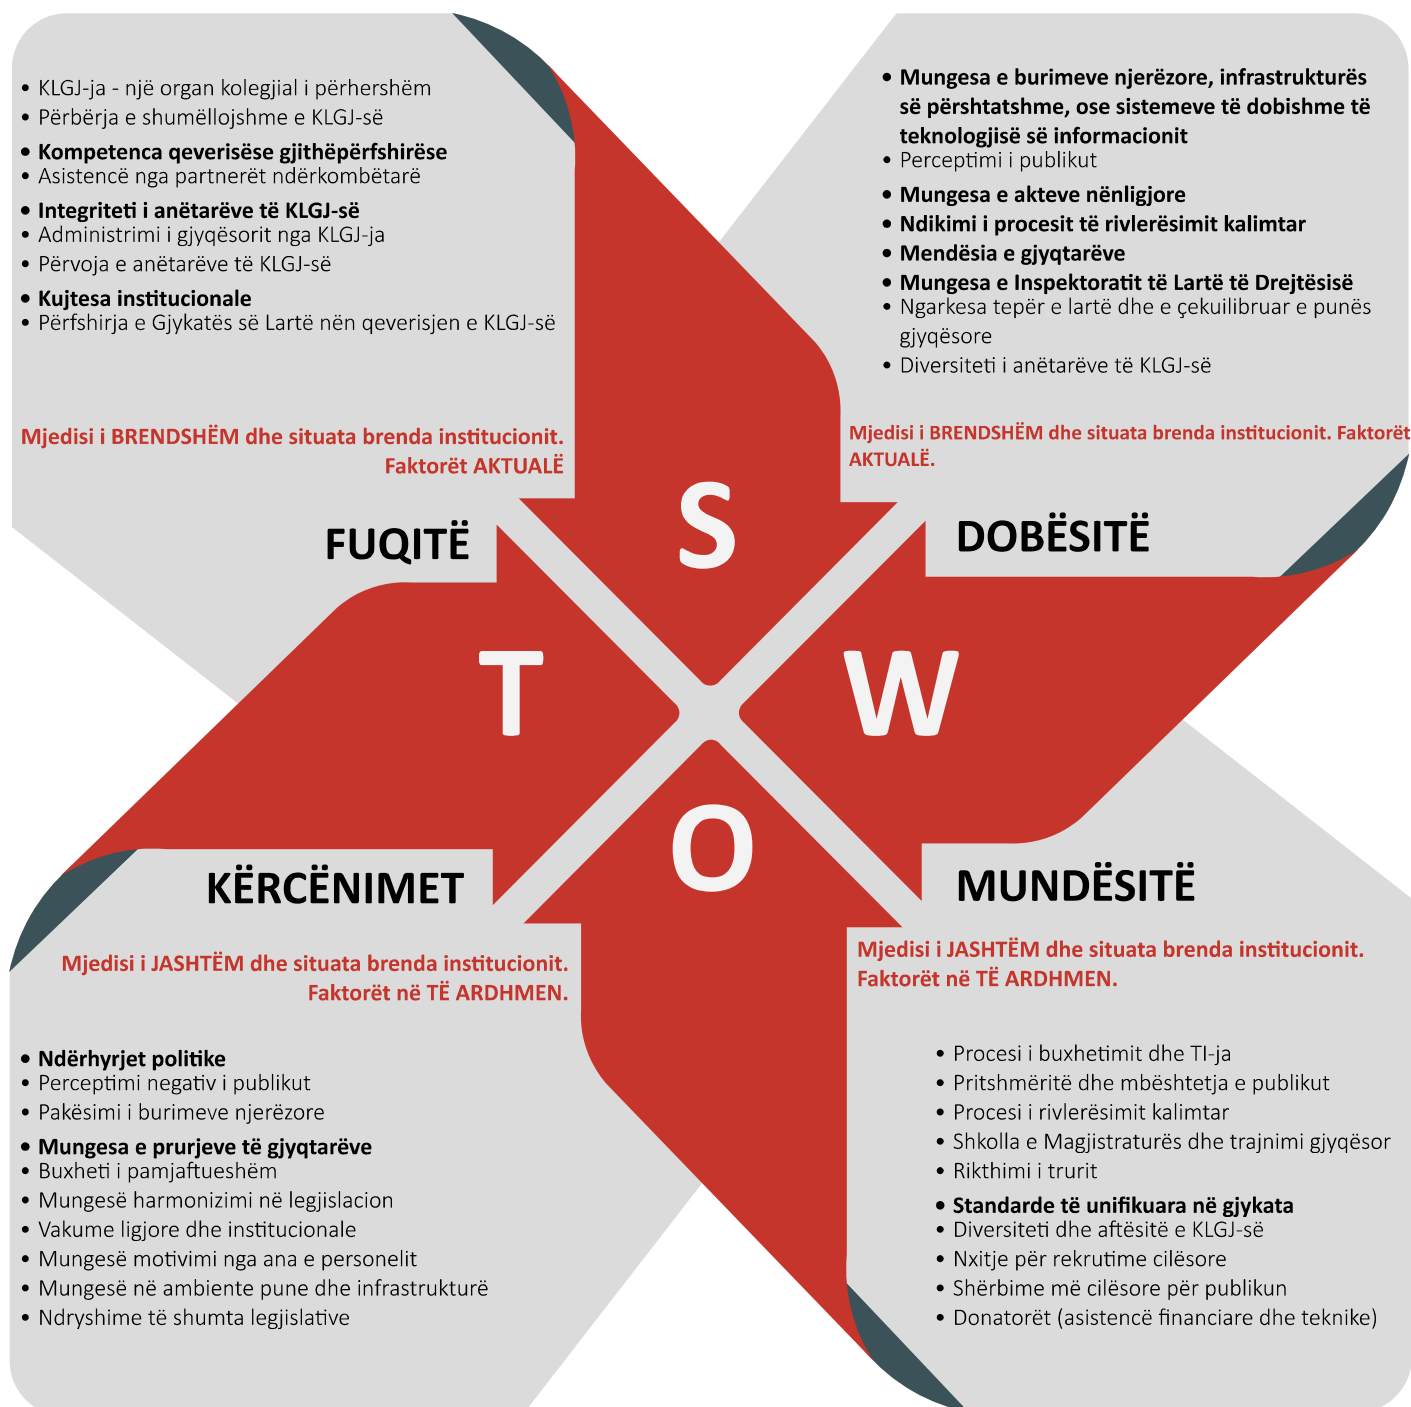 • KLGJ-ja - një organ kolegjial i përhershëm
• Përbërja e shumëllojshme e KLGJ-së
• Kompetenca qeverisëse gjithëpërfshirëse
• Asistencë nga partnerët ndërkombëtarë
• Integriteti i anëtarëve të KLGJ-së
• Administrimi i gjyqësorit nga KLGJ-ja
• Përvoja e anëtarëve të KLGJ-së
• Kujtesa institucionale
• Përfshirja e Gjykatës së Lartë nën qeverisjen e KLGJ-së
Mjedisi i BRENDSHËM dhe situata brenda institucionit.
Faktorët AKTUALË
FUQITË
• Mungesa e burimeve njerëzore, infrastrukturës
së përshtatshme, ose sistemeve të dobishme të
teknologjisë së informacionit
• Perceptimi i publikut
• Mungesa e akteve nënligjore
• Ndikimi i procesit të rivlerësimit kalimtar
• Mendësia e gjyqtarëve
• Mungesa e Inspektoratit të Lartë të Drejtësisë
• Ngarkesa tepër e lartë dhe e çekuilibruar e punës
gjyqësore
• Diversiteti i anëtarëve të KLGJ-së
Mjedisi i BRENDSHËM dhe situata brenda institucionit. Faktorët
AKTUALË.
DOBËSITË
S
T
W
O
KËRCËNIMET
Mjedisi i JASHTËM dhe situata brenda institucionit.
Faktorët në TË ARDHMEN.
• Ndërhyrjet politike
• Perceptimi negativ i publikut
• Pakësimi i burimeve njerëzore
• Mungesa e prurjeve të gjyqtarëve
• Buxheti i pamjaftueshëm
• Mungesë harmonizimi në legjislacion
• Vakume ligjore dhe institucionale
• Mungesë motivimi nga ana e personelit
• Mungesë në ambiente pune dhe infrastrukturë
• Ndryshime të shumta legjislative
MUNDËSITË
Mjedisi i JASHTËM dhe situata brenda institucionit.
Faktorët në TË ARDHMEN.
• Procesi i buxhetimit dhe TI-ja
• Pritshmëritë dhe mbështetja e publikut
• Procesi i rivlerësimit kalimtar
• Shkolla e Magjistraturës dhe trajnimi gjyqësor
• Rikthimi i trurit
• Standarde të unifikuara në gjykata
• Diversiteti dhe aftësitë e KLGJ-së
• Nxitje për rekrutime cilësore
• Shërbime më cilësore për publikun
• Donatorët (asistencë financiare dhe teknike)